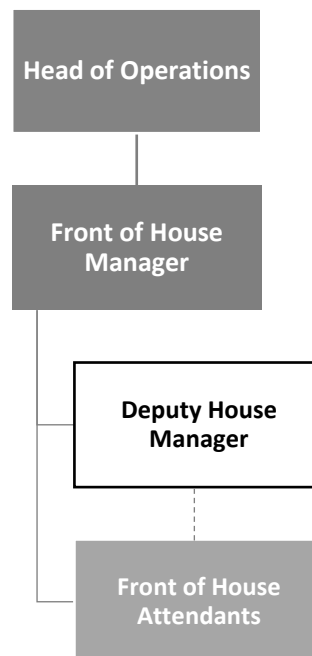 Head of Operations
Front of House
Manager
Deputy House
Manager
Front of House
Attendants